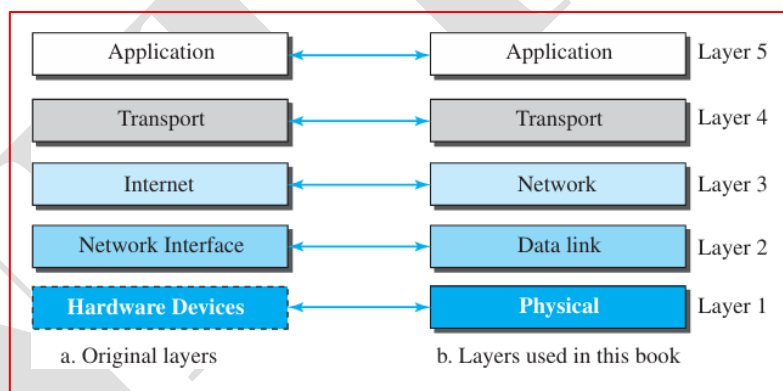 Application Application Layer 5
Transport Transport Layer 4
Internet Network Layer 3
Network Interface Data link Layer 2
Hardware Devices Physical Layer 1
a. Original layers b. Layers used in this book